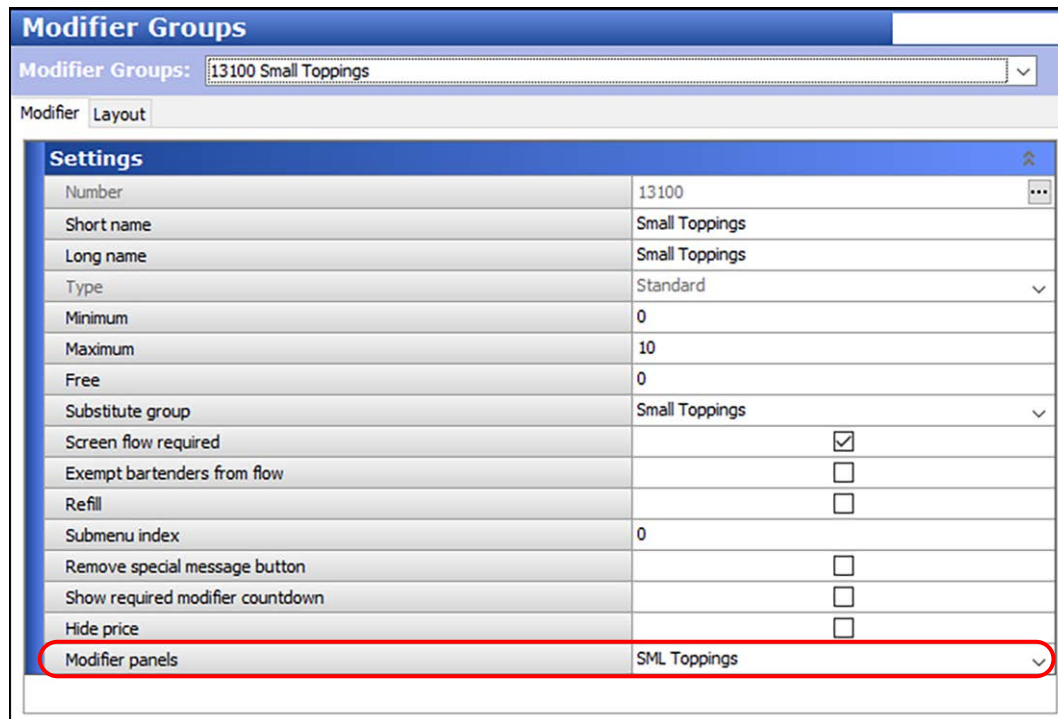 Modifier Groups
Modifier Groups: 13100 Small Toppings
Modifier Layout
Settings
Number 13100 ...
Short name Small Toppings
Long name Small Toppings
Type Standard
Minimum 0
Maximum 10
Free 0
Substitute group Small Toppings
Screen flow required
Exempt bartenders from flow
Refill
Submenu index 0
Remove special message button
Show required modifier countdown
Hide price
Modifier panels SML Toppings